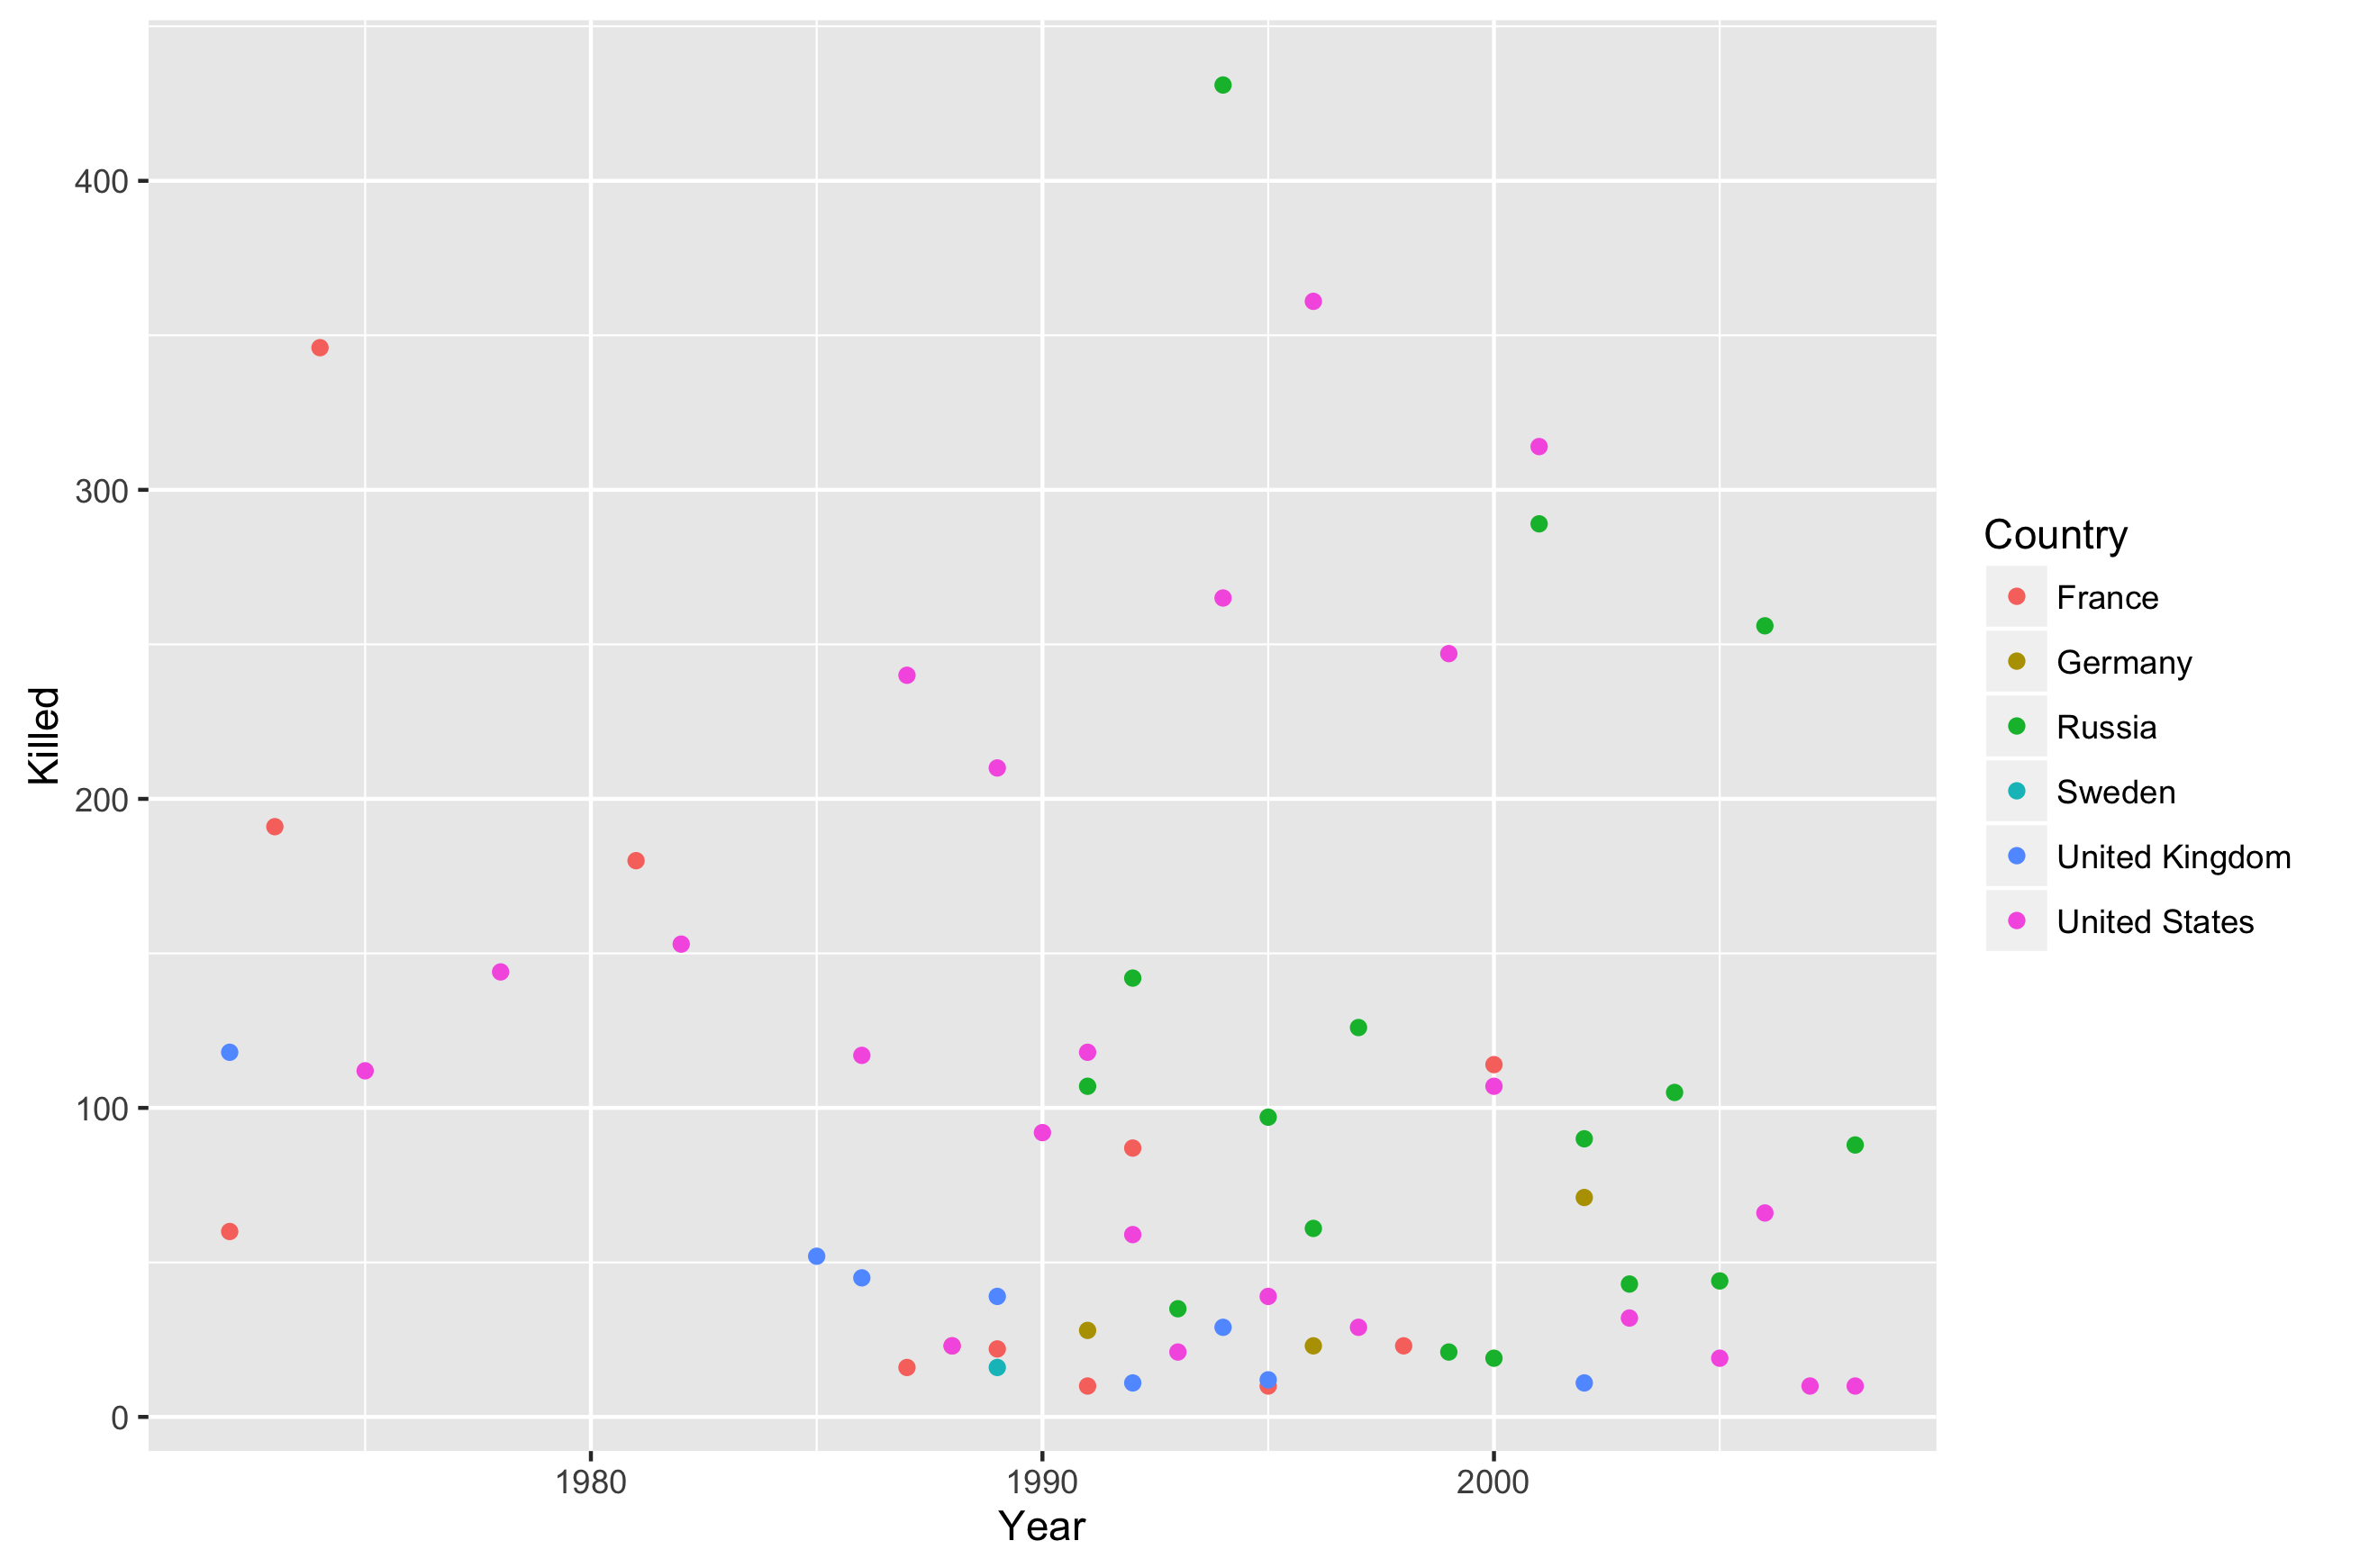 400
300
200
100
0
Killed
1980
1990
2000
Year
Country
France
Germany
Russia
Sweden
United Kingdom
United States